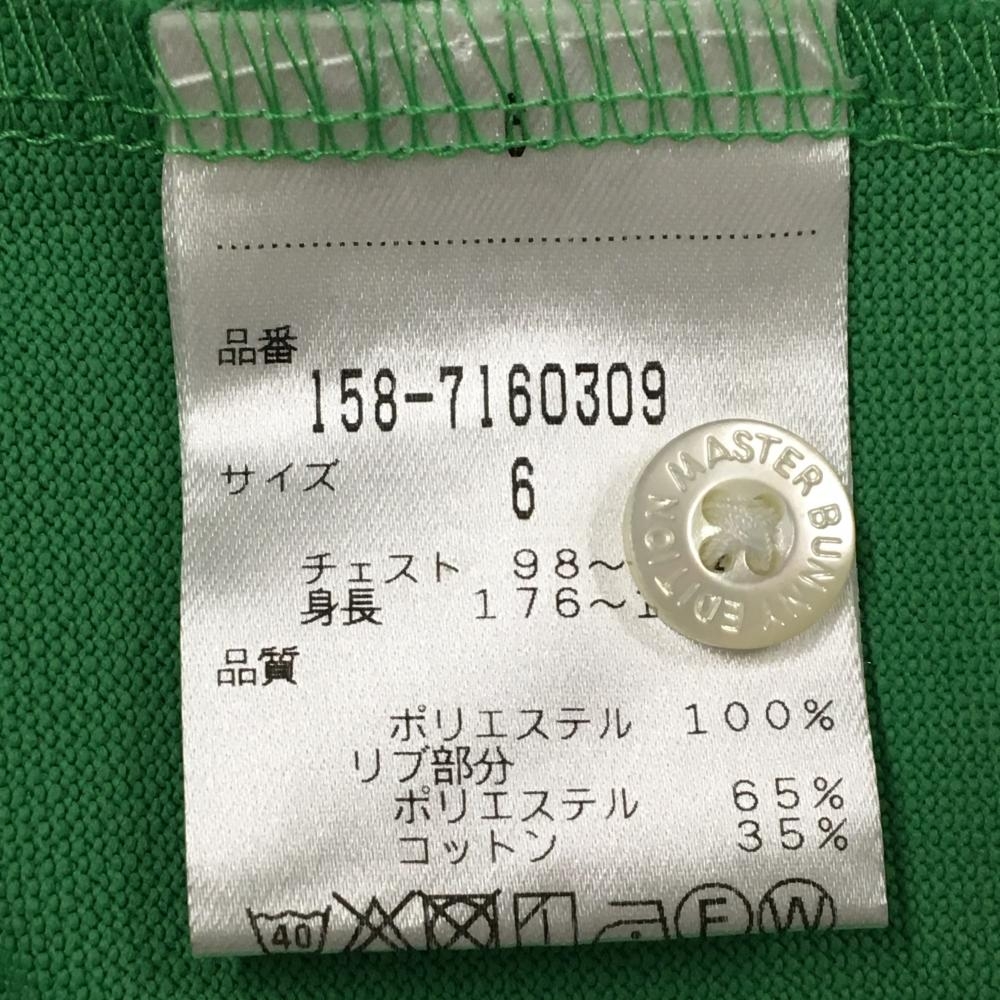 品番
158-7160309
サイズ 6
チェスト 98～
身長 176～1
品質
ポリエステル 100%
リブ部分
ポリエステル 65%
コットン 35%
40 F W
MASTER BUNNY EDITION